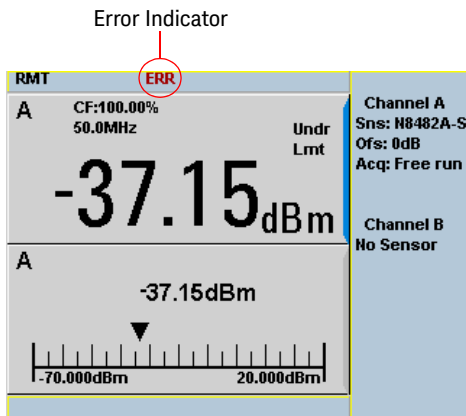 Error Indicator
RMT ERR
A CF:100.00%
50.0MHz
Undr
Lmt
-37.15dBm
A
-37.15dBm
-70.000dBm 20.000dBm
Channel A
Sns: N8482A-S
Ofs: 0dB
Acq: Free run
Channel B
No Sensor